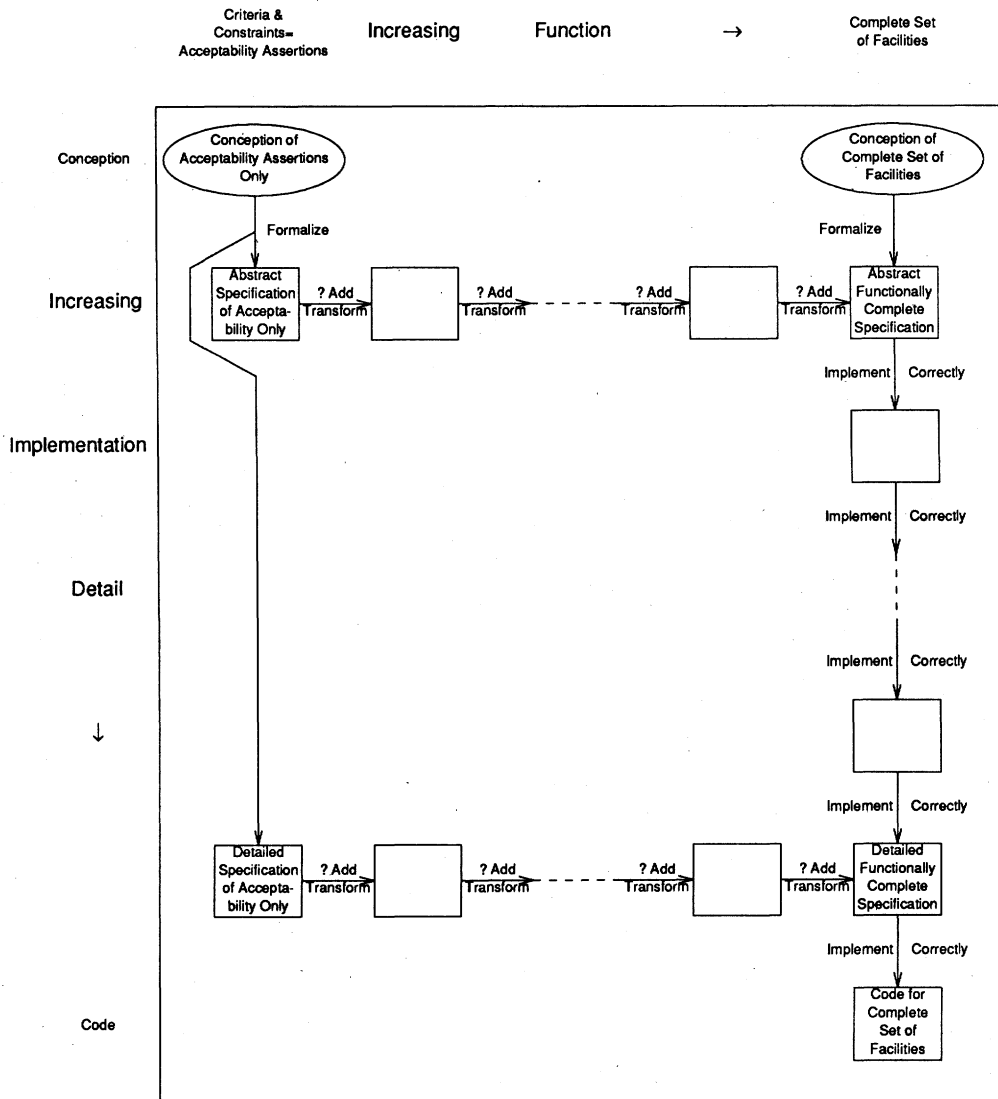 Criteria &
Constraints=
Acceptability Assertions
Increasing Function →
Complete Set
of Facilities
Conception
Conception of
Acceptability Assertions
Only
Conception of
Complete Set of
Facilities
Formalize
Formalize
Increasing
Abstract
Specification
of Accepta-
bility Only
? Add
Transform
? Add
Transform
? Add
Transform
? Add
Transform
Abstract
Functionally
Complete
Specification
Implement Correctly
Implementation
Implement Correctly
Detail
Implement Correctly
↓
Implement Correctly
Detailed
Specification
of Accepta-
bility Only
? Add
Transform
? Add
Transform
? Add
Transform
? Add
Transform
Detailed
Functionally
Complete
Specification
Implement Correctly
Code
Code for
Complete
Set of
Facilities